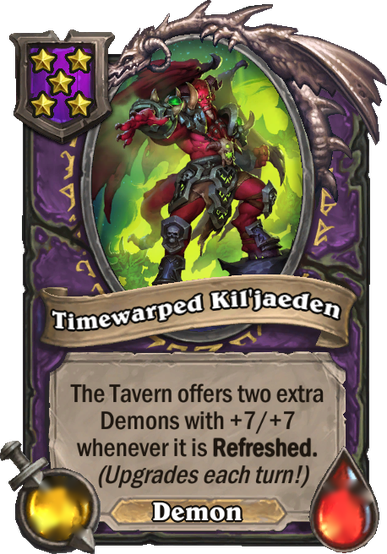 Timewarped Kil'jaeden
The Tavern offers two extra
Demons with +7/+7
whenever it is Refreshed.
(Upgrades each turn!)
Demon